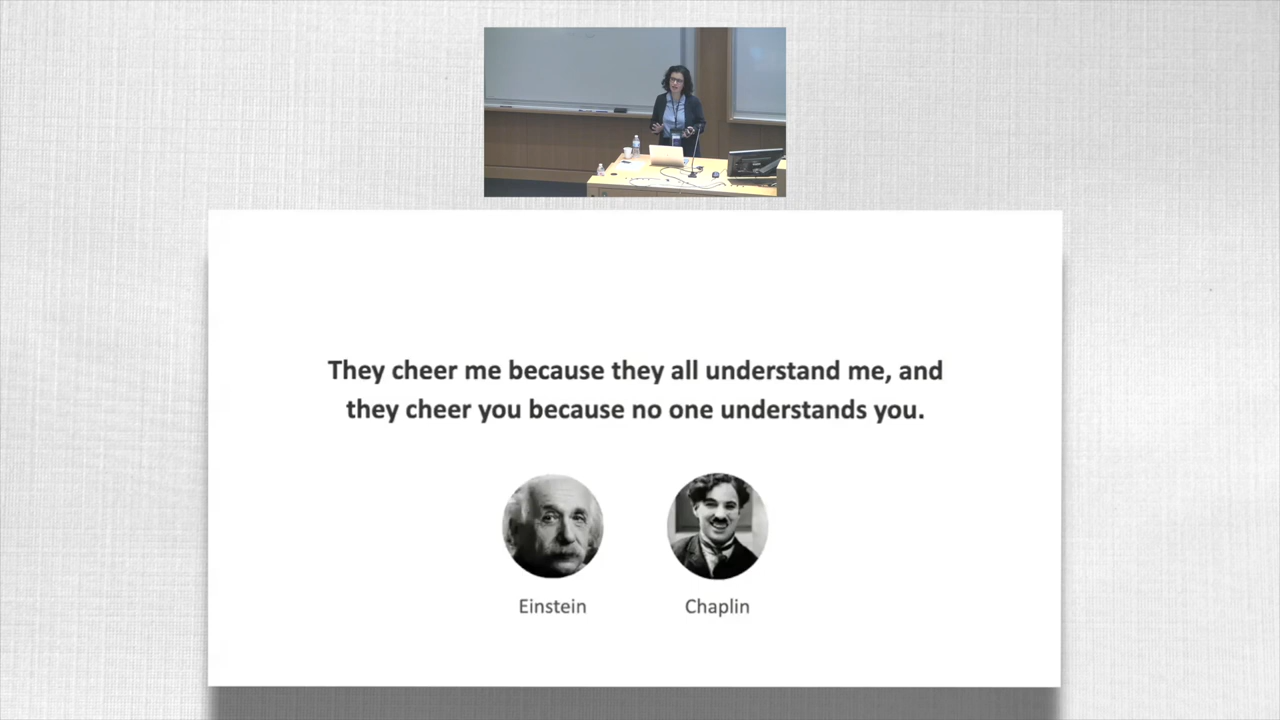 They cheer me because they all understand me, and
they cheer you because no one understands you.
Einstein
Chaplin